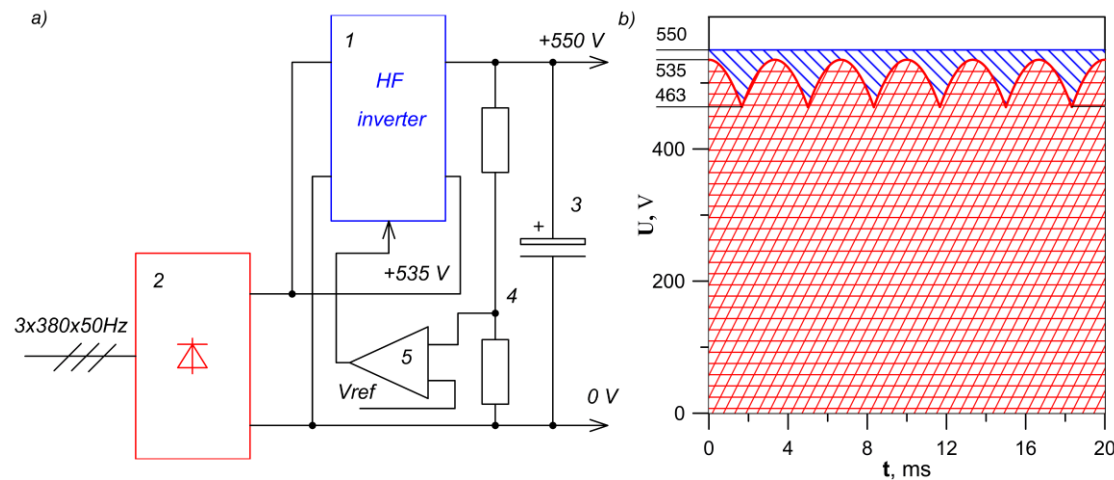 a)
1
HF
inverter
+550 V
3
+
2
+535 V
4
3x380x50Hz
5
Vref
0 V
b)
550
535
463
400
200
0
U, V
0 4 8 12 16 20
t, ms